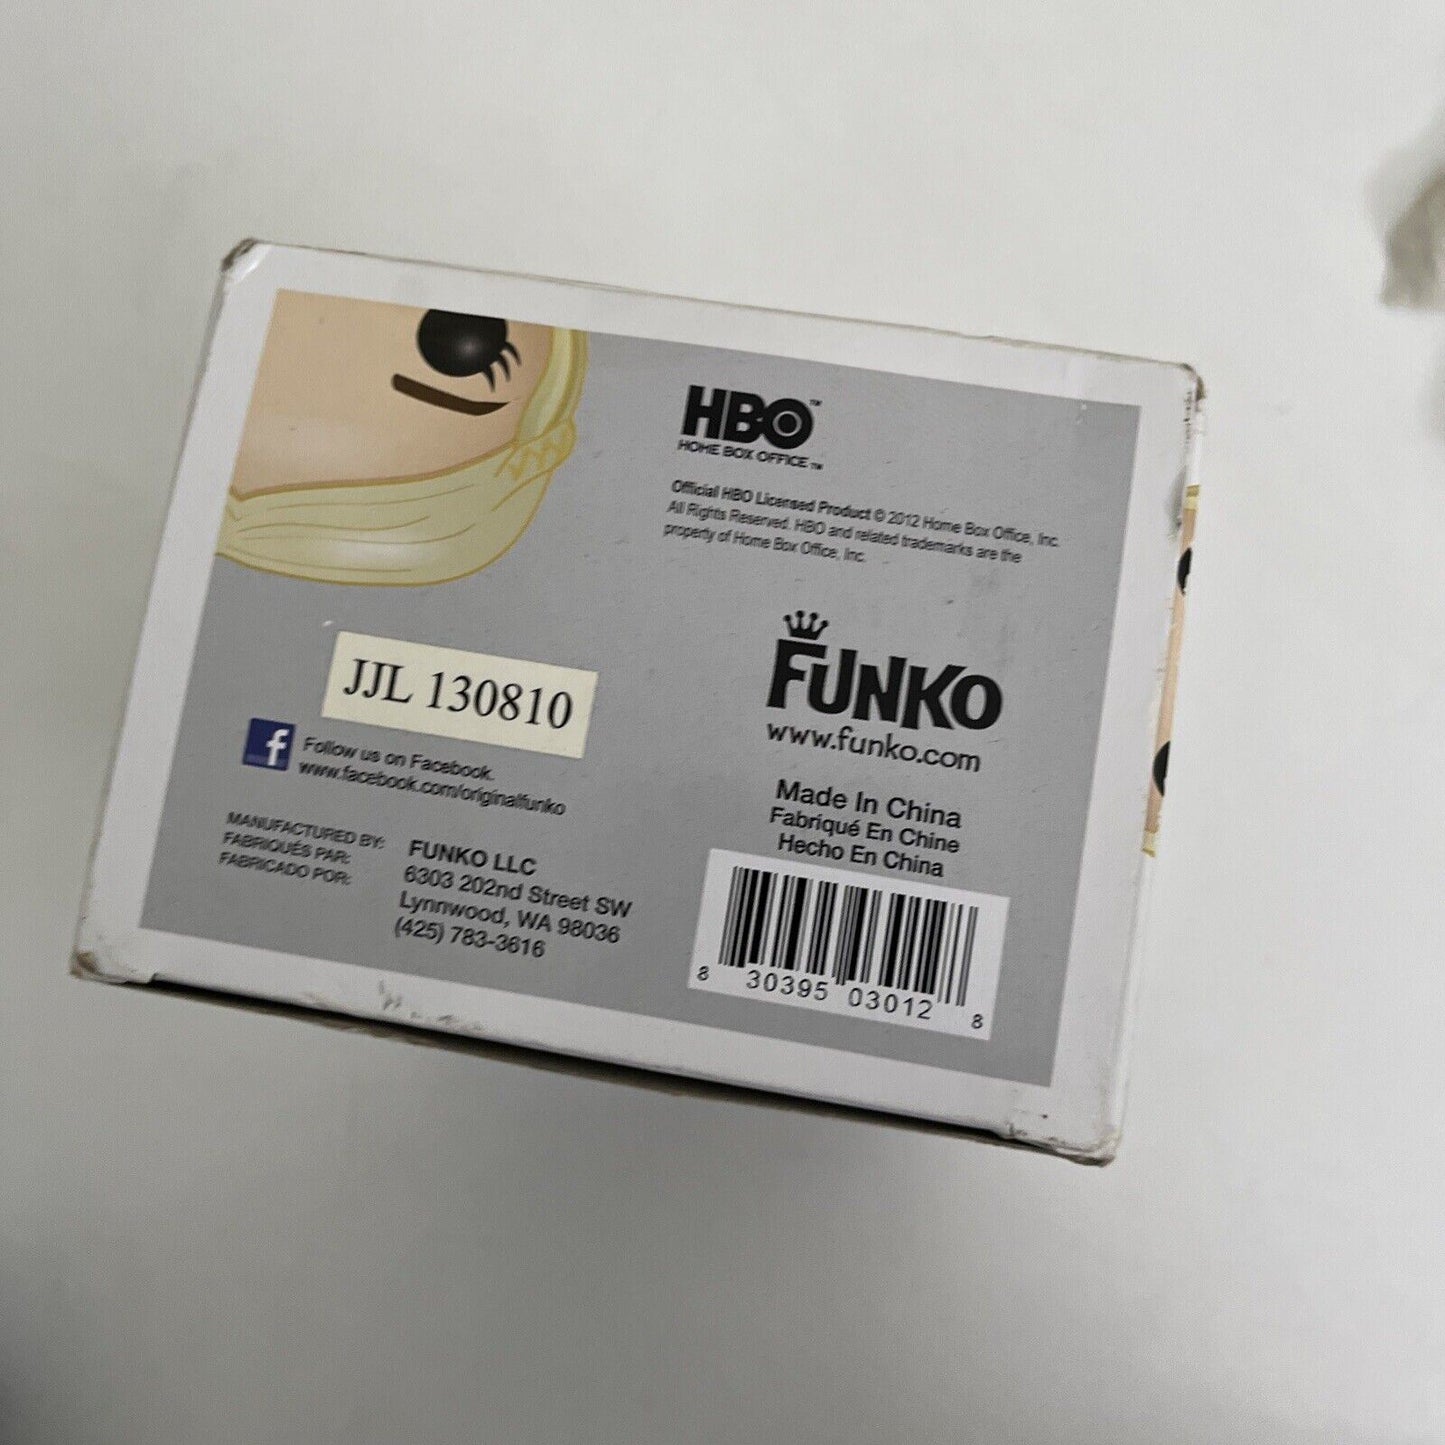 HBO™
HOME BOX OFFICE™
Official HBO Licensed Product © 2012 Home Box Office, Inc.
All Rights Reserved. HBO and related trademarks are the
property of Home Box Office, Inc.
JJL 130810
f
Follow us on Facebook.
www.facebook.com/originalfunko
MANUFACTURED BY:
FABRIQUÉS PAR:
FABRICADO POR:
FUNKO LLC
6303 202nd Street SW
Lynnwood, WA 98036
(425) 783-3616
FUNKO
www.funko.com
Made In China
Fabriqué En Chine
Hecho En China
8 30395 03012 8